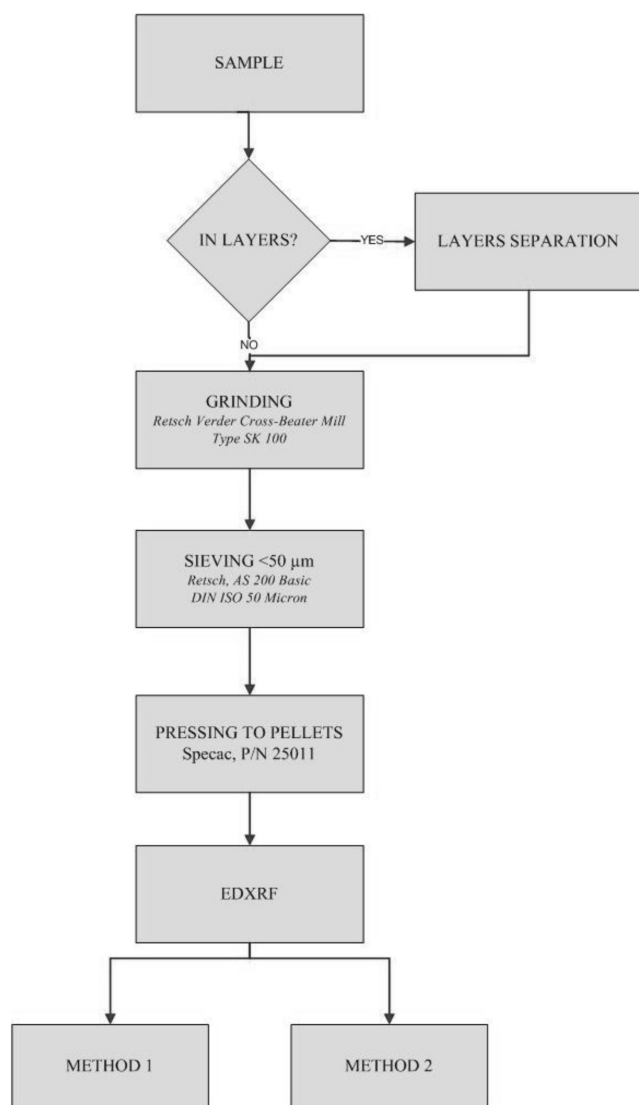 SAMPLE
IN LAYERS?
YES
LAYERS SEPARATION
NO
GRINDING
Retsch Verder Cross-Beater Mill
Type SK 100
SIEVING <50 µm
Retsch, AS 200 Basic
DIN ISO 50 Micron
PRESSING TO PELLETS
Specac, P/N 25011
EDXRF
METHOD 1
METHOD 2